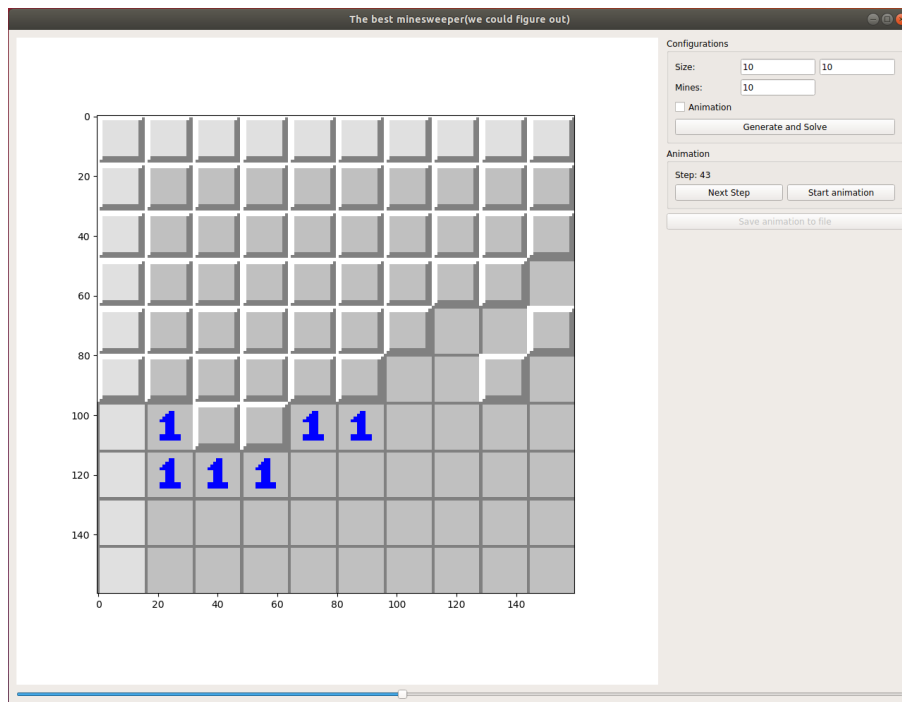 The best minesweeper(we could figure out)
Configurations
Size: 10 10
Mines: 10
Animation
Generate and Solve
Animation
Step: 43
Next Step Start animation
Save animation to file
0
20
40
60
80
100
120
140
1 1 1
1 1 1
0 20 40 60 80 100 120 140